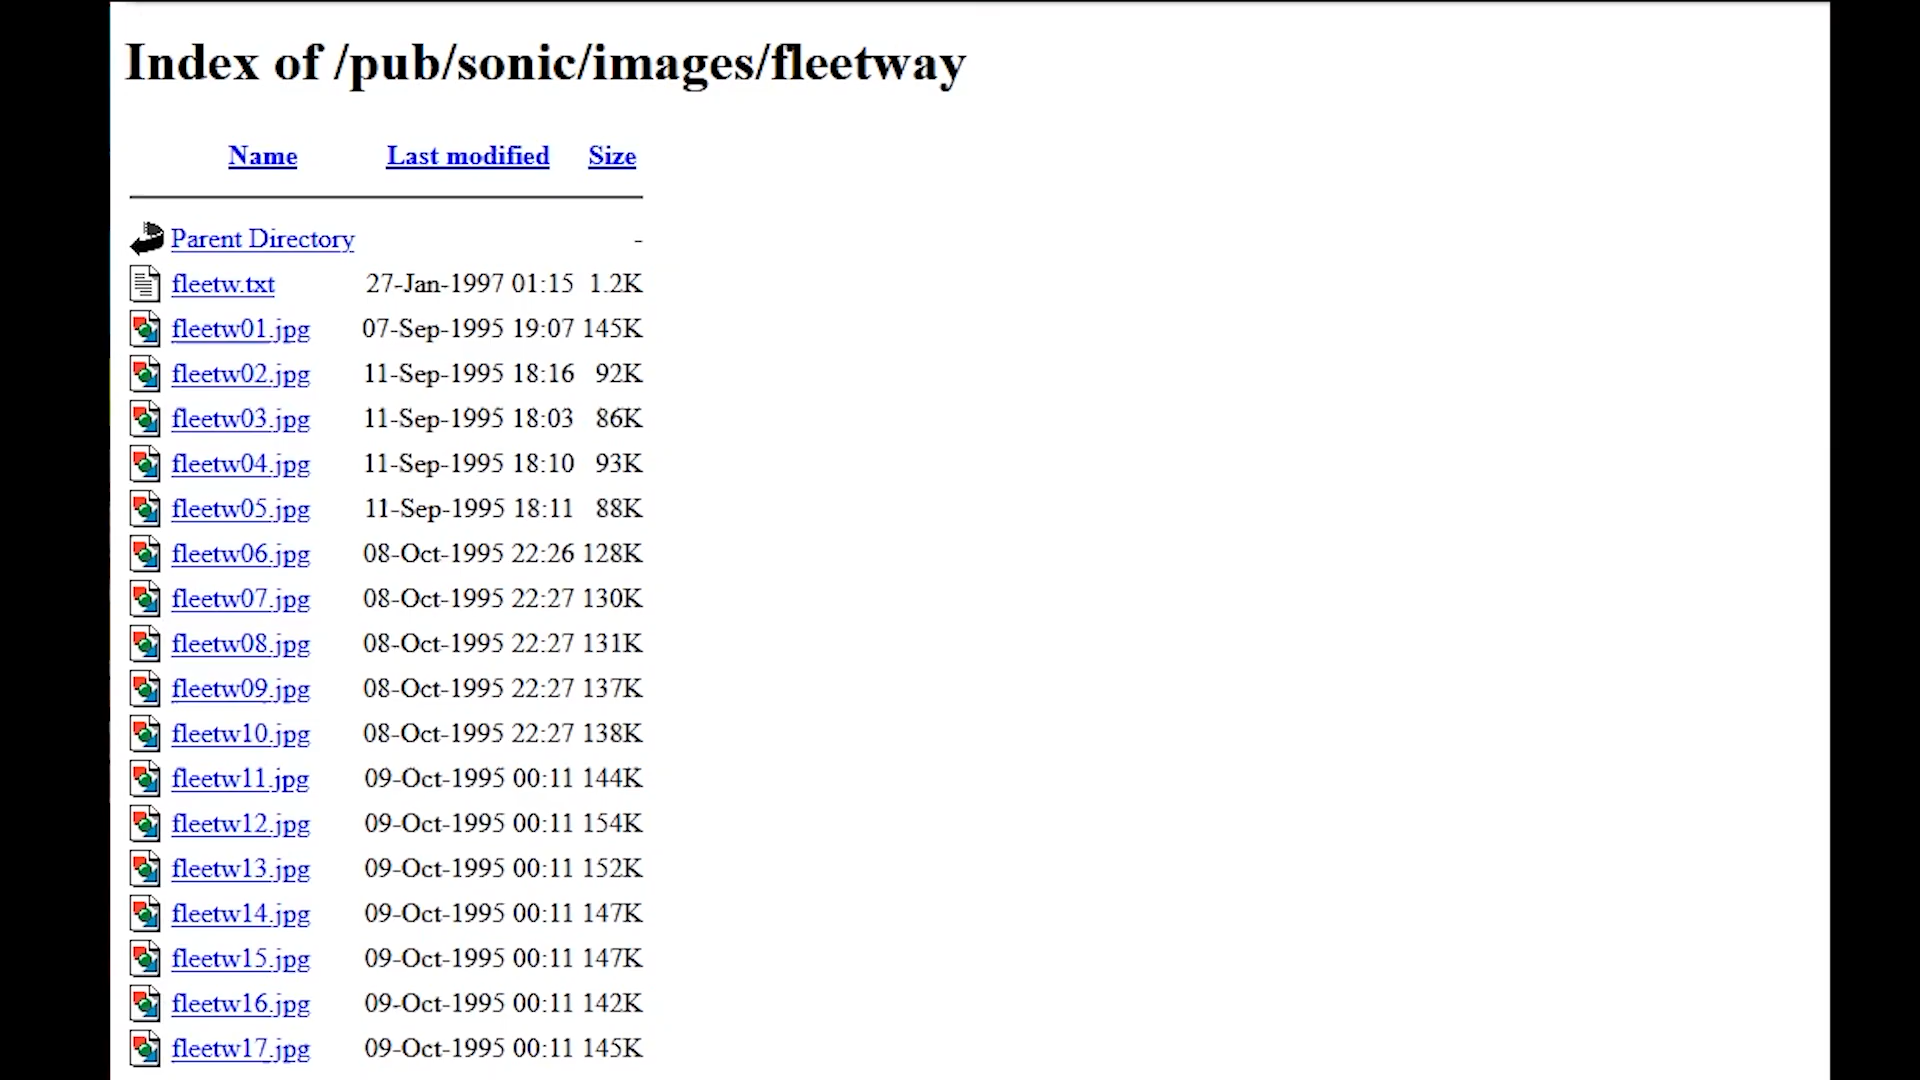 Index of /pub/sonic/images/fleetway
Name Last modified Size
Parent Directory -
fleetw.txt 27-Jan-1997 01:15 1.2K
fleetw01.jpg 07-Sep-1995 19:07 145K
fleetw02.jpg 11-Sep-1995 18:16 92K
fleetw03.jpg 11-Sep-1995 18:03 86K
fleetw04.jpg 11-Sep-1995 18:10 93K
fleetw05.jpg 11-Sep-1995 18:11 88K
fleetw06.jpg 08-Oct-1995 22:26 128K
fleetw07.jpg 08-Oct-1995 22:27 130K
fleetw08.jpg 08-Oct-1995 22:27 131K
fleetw09.jpg 08-Oct-1995 22:27 137K
fleetw10.jpg 08-Oct-1995 22:27 138K
fleetw11.jpg 09-Oct-1995 00:11 144K
fleetw12.jpg 09-Oct-1995 00:11 154K
fleetw13.jpg 09-Oct-1995 00:11 152K
fleetw14.jpg 09-Oct-1995 00:11 147K
fleetw15.jpg 09-Oct-1995 00:11 147K
fleetw16.jpg 09-Oct-1995 00:11 142K
fleetw17.jpg 09-Oct-1995 00:11 145K